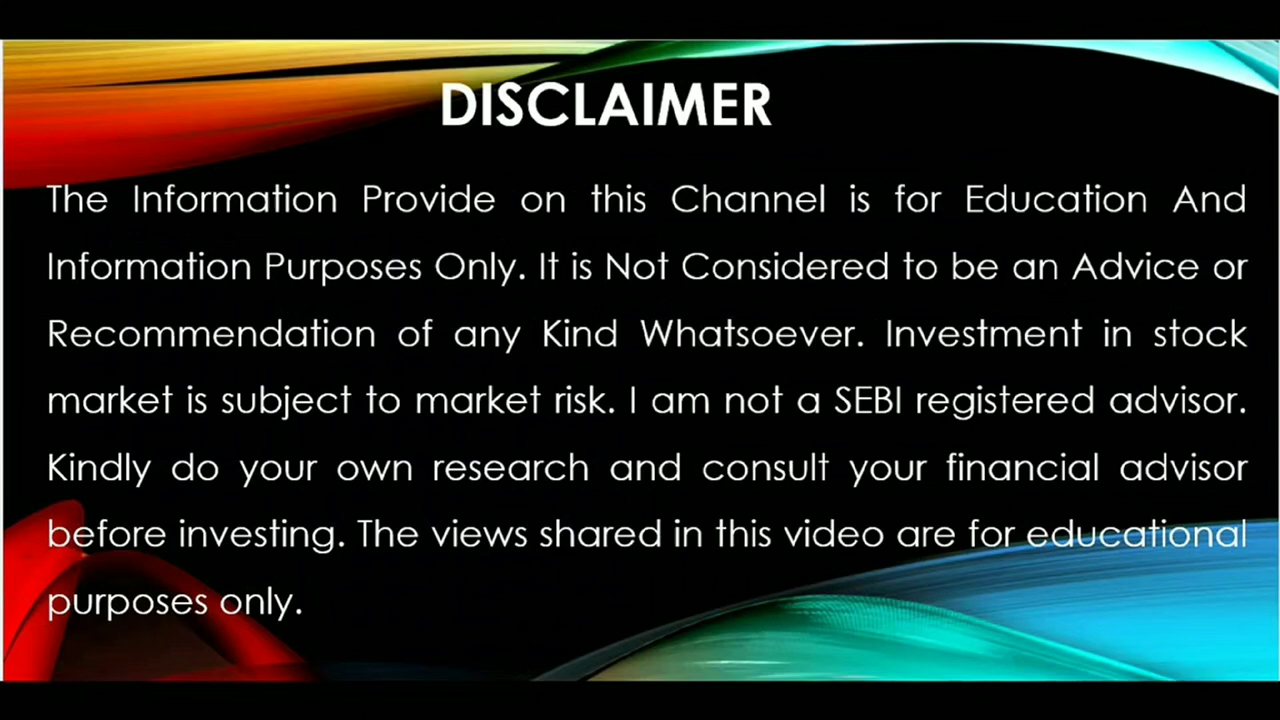 DISCLAIMER
The Information Provide on this Channel is for Education And
Information Purposes Only. It is Not Considered to be an Advice or
Recommendation of any Kind Whatsoever. Investment in stock
market is subject to market risk. I am not a SEBI registered advisor.
Kindly do your own research and consult your financial advisor
before investing. The views shared in this video are for educational
purposes only.